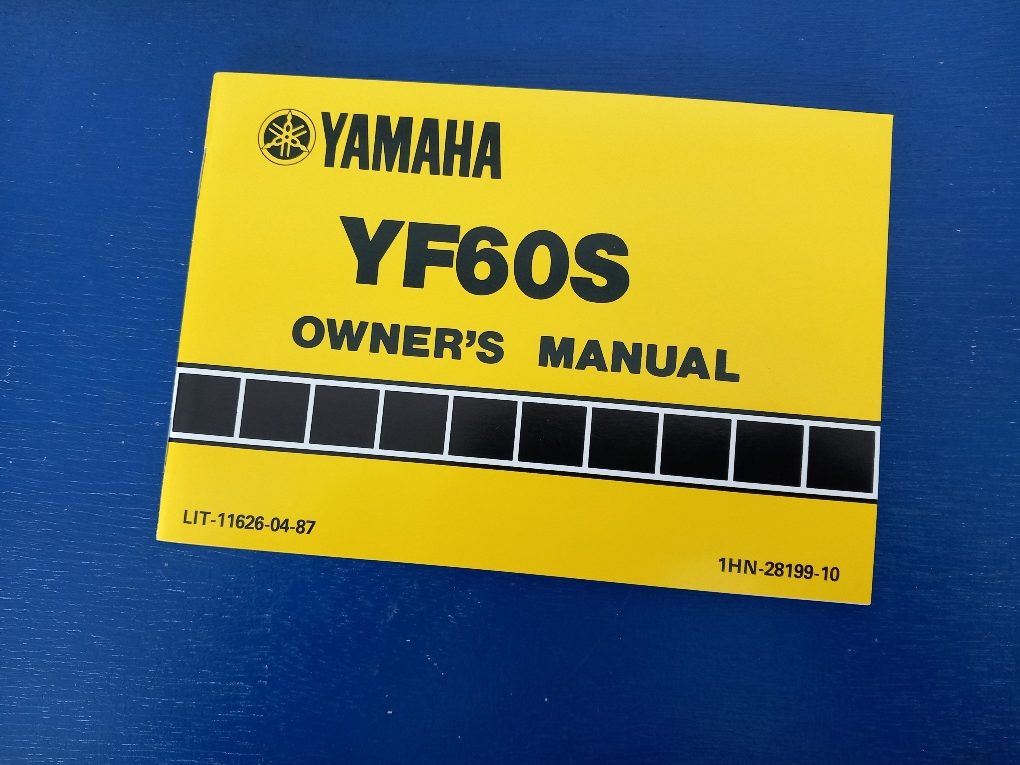 YAMAHA
YF60S
OWNER'S MANUAL
LIT-11626-04-87
1HN-28199-10